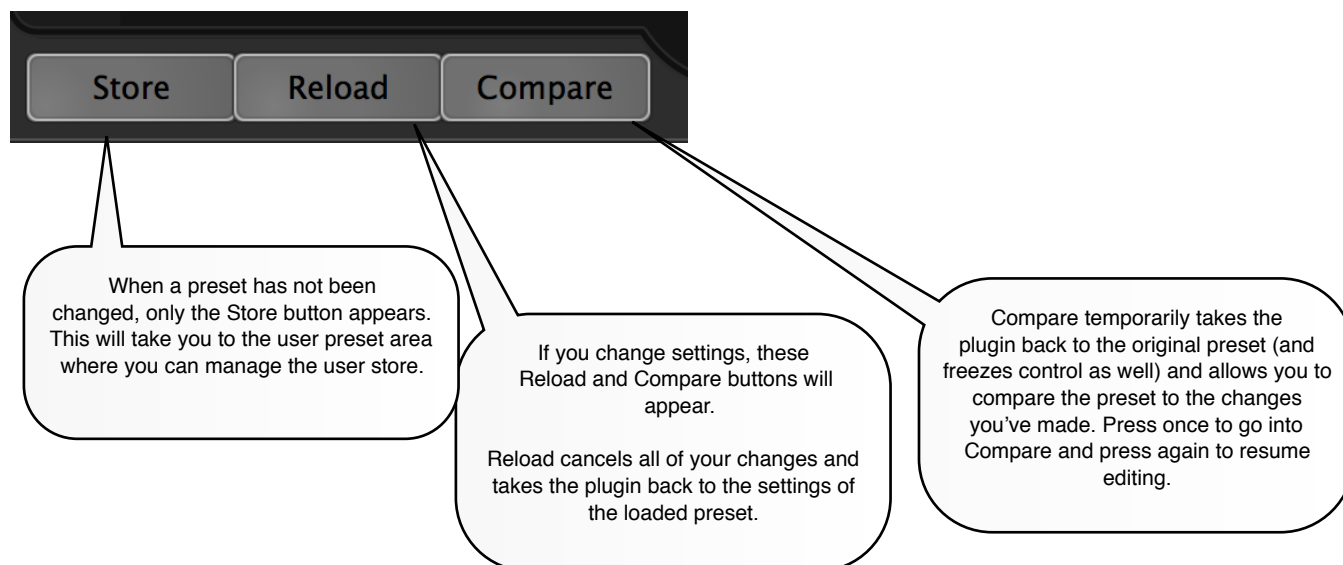 Store
Reload
Compare
When a preset has not been
changed, only the Store button appears.
This will take you to the user preset area
where you can manage the user store.
If you change settings, these
Reload and Compare buttons will
appear.
Reload cancels all of your changes and
takes the plugin back to the settings of
the loaded preset.
Compare temporarily takes the
plugin back to the original preset (and
freezes control as well) and allows you to
compare the preset to the changes
you’ve made. Press once to go into
Compare and press again to resume
editing.